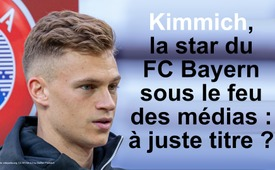 Kimmich,
la star du
FC Bayern
sous le feu
des médias :
à juste titre ?